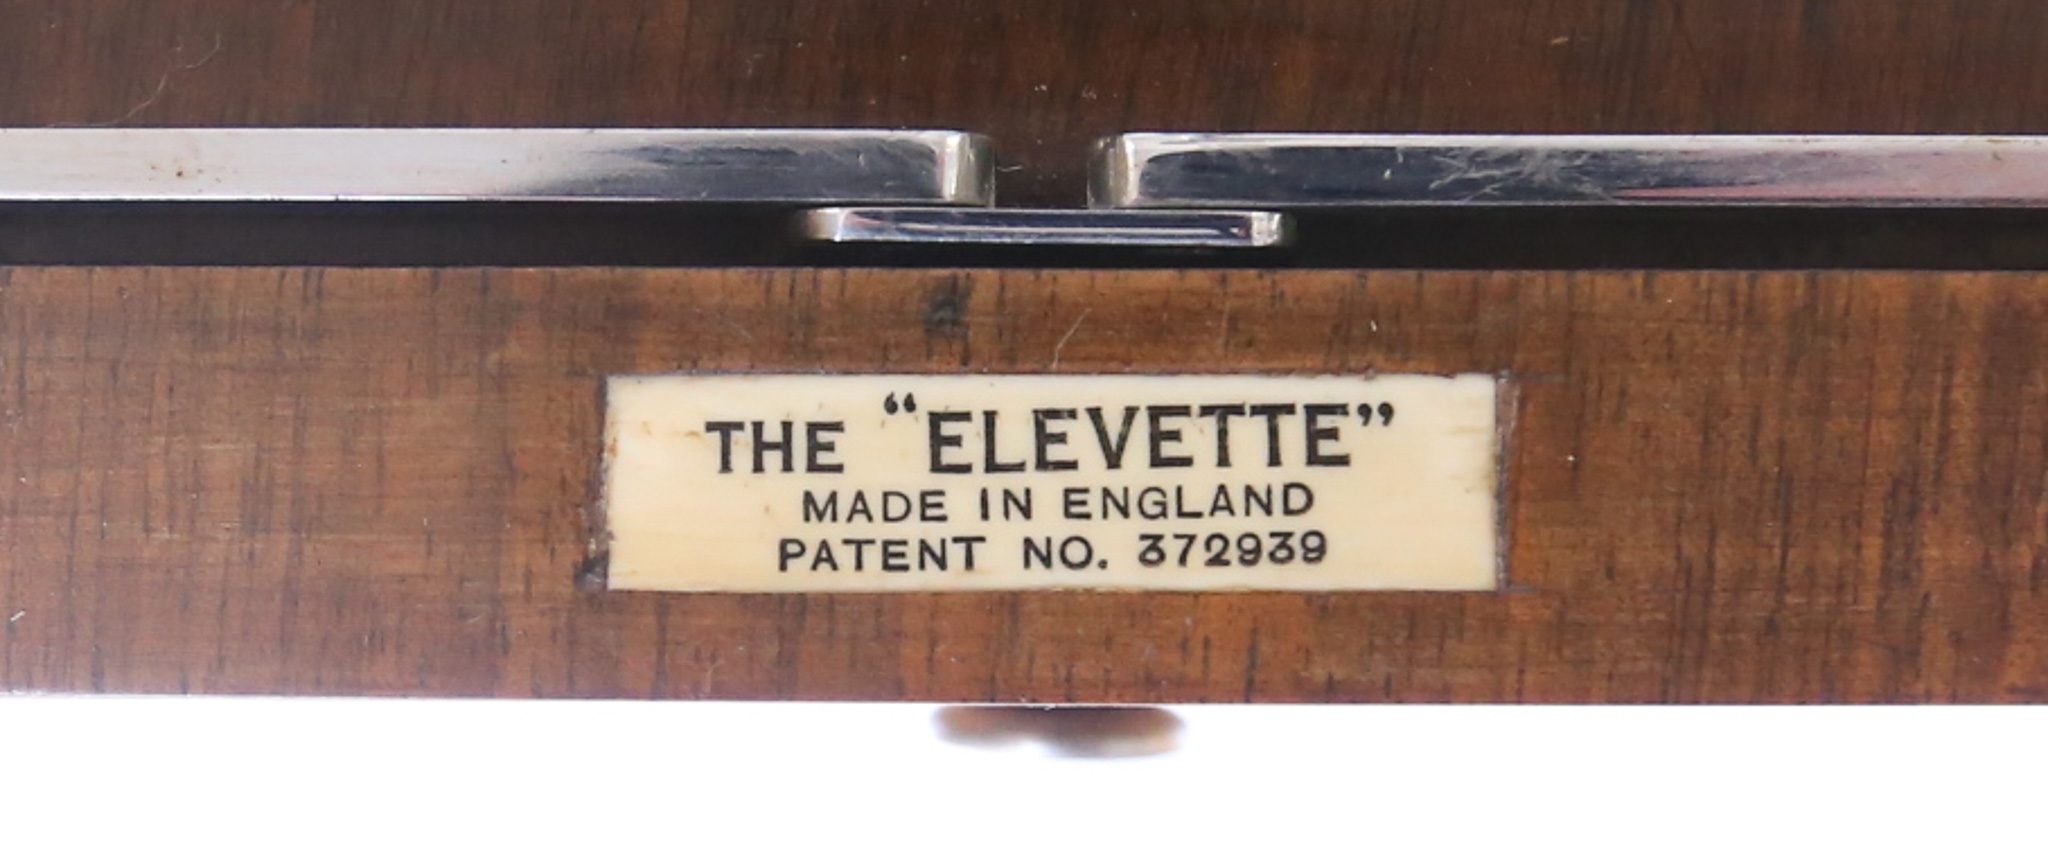 THE “ELEVETTE”
MADE IN ENGLAND
PATENT NO. 372939